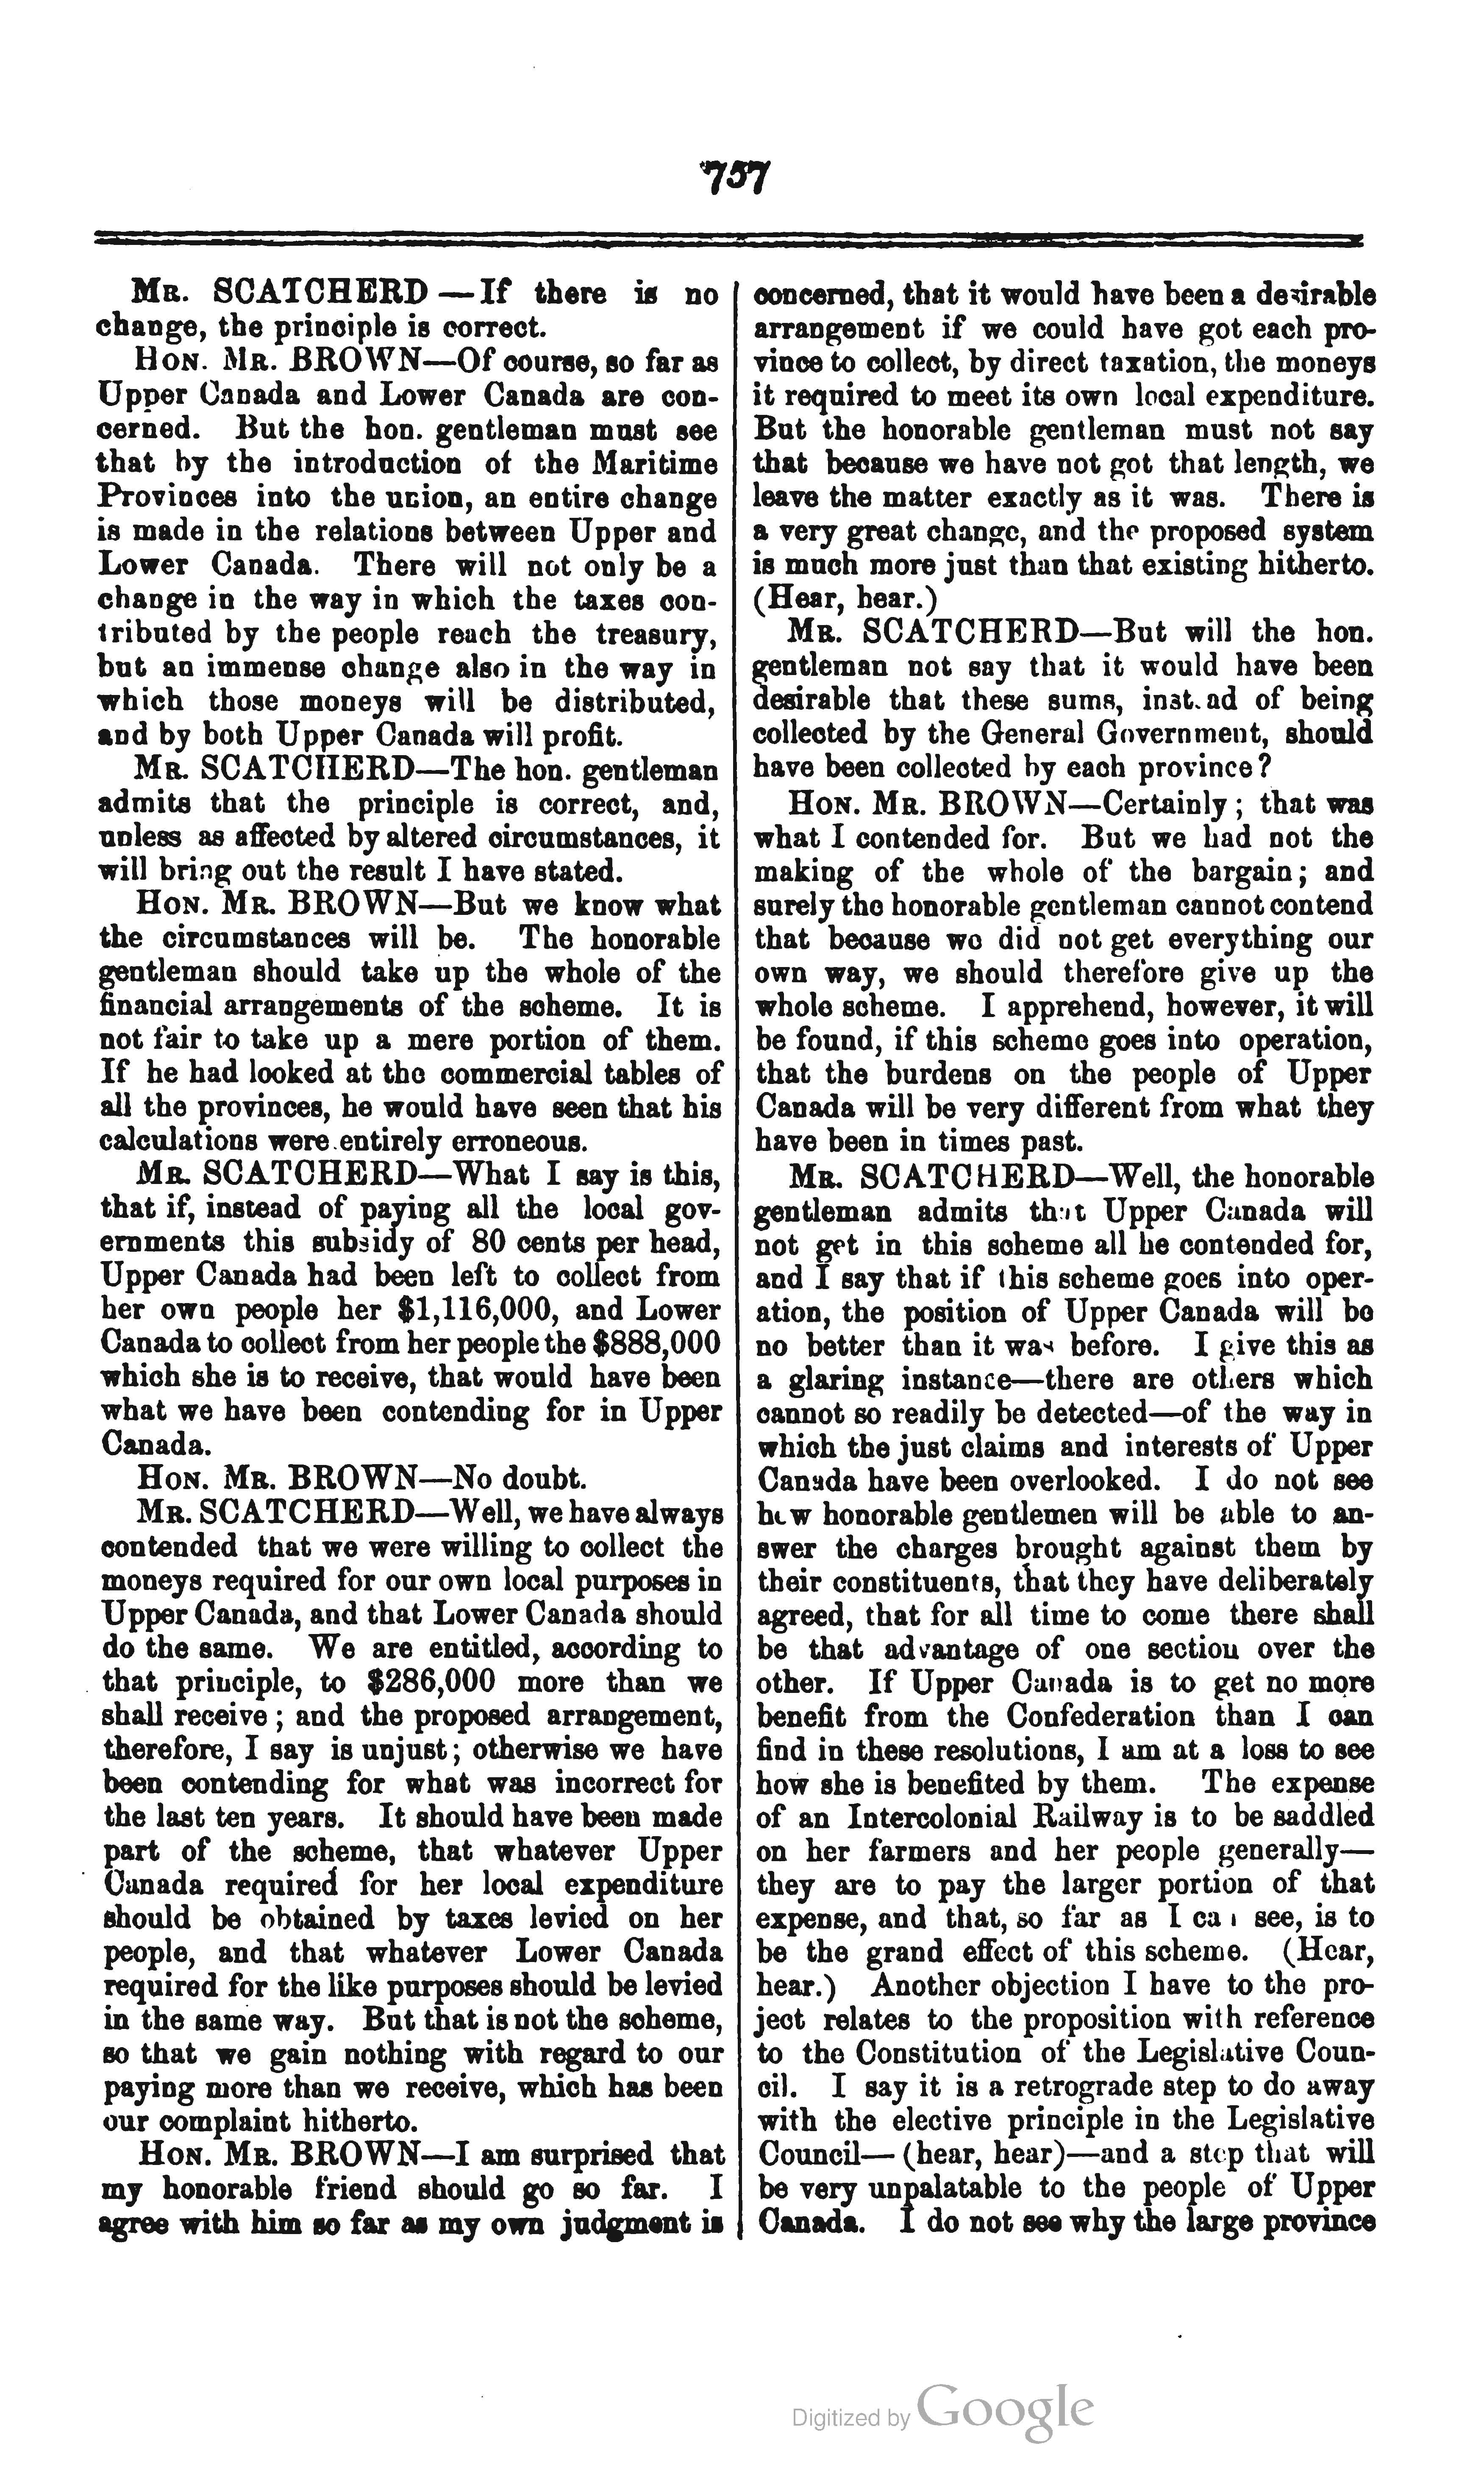 757
MR. SCATCHERD—If there is no
change, the principle is correct.
HON. MR. BROWN—Of course, so far as
Upper Canada and Lower Canada are con-
cerned. But the hon. gentleman must see
that by the introduction of the Maritime
Provinces into the union, an entire change
is made in the relations between Upper and
Lower Canada. There will not only be a
change in the way in which the taxes con-
tributed by the people reach the treasury,
but an immense change also in the way in
which those moneys will be distributed,
and by both Upper Canada will profit.
MR. SCATCHERD—The hon. gentleman
admits that the principle is correct, and,
unless as affected by altered circumstances, it
will bring out the result I have stated.
HON. MR. BROWN—But we know what
the circumstances will be. The honorable
gentleman should take up the whole of the
financial arrangements of the scheme. It is
not fair to take up a mere portion of them.
If he had looked at the commercial tables of
all the provinces, he would have seen that his
calculations were entirely erroneous.
MR. SCATCHERD—What I say is this,
that if, instead of paying all the local gov-
ernments this subsidy of 80 cents per head,
Upper Canada had been left to collect from
her own people her $1,116,000, and Lower
Canada to collect from her people the $888,000
which she is to receive, that would have been
what we have been contending for in Upper
Canada.
HON. MR. BROWN—No doubt.
MR. SCATCHERD—Well, we have always
contended that we were willing to collect the
moneys required for our own local purposes in
Upper Canada, and that Lower Canada should
do the same. We are entitled, according to
that principle, to $286,000 more than we
shall receive; and the proposed arrangement,
therefore, I say is unjust; otherwise we have
been contending for what was incorrect for
the last ten years. It should have been made
part of the scheme, that whatever Upper
Canada required for her local expenditure
should be obtained by taxes levied on her
people, and that whatever Lower Canada
required for the like purposes should be levied
in the same way. But that is not the scheme,
so that we gain nothing with regard to our
paying more than we receive, which has been
our complaint hitherto.
HON. MR. BROWN—I am surprised that
my honorable friend should go so far. I
agree with him so far as my own judgment is
concerned, that it would have been a desirable
arrangement if we could have got each pro-
vince to collect, by direct taxation, the moneys
it required to meet its own local expenditure.
But the honorable gentleman must not say
that because we have not got that length, we
leave the matter exactly as it was. There is
a very great change, and the proposed system
is much more just than that existing hitherto.
(Hear, hear.)
MR. SCATCHERD—But will the hon.
gentleman not say that it would have been
desirable that these sums, instead of being
collected by the General Government, should
have been collected by each province?
HON. MR. BROWN—Certainly; that was
what I contended for. But we had not the
making of the whole of the bargain; and
surely the honorable gentleman cannot contend
that because we did not get everything our
own way, we should therefore give up the
whole scheme. I apprehend, however, it will
be found, if this scheme goes into operation,
that the burdens on the people of Upper
Canada will be very different from what they
have been in times past.
MR. SCATCHERD—Well, the honorable
gentleman admits that Upper Canada will
not get in this scheme all he contended for,
and I say that if this scheme goes into oper-
ation, the position of Upper Canada will be
no better than it was before. I give this as
a glaring instance—there are others which
cannot so readily be detected—of the way in
which the just claims and interests of Upper
Canada have been overlooked. I do not see
how honorable gentlemen will be able to an-
swer the charges brought against them by
their constituents, that they have deliberately
agreed, that for all time to come there shall
be that advantage of one section over the
other. If Upper Canada is to get no more
benefit from the Confederation than I can
find in these resolutions, I am at a loss to see
how she is benefited by them. The expense
of an Intercolonial Railway is to be saddled
on her farmers and her people generally—
they are to pay the larger portion of that
expense, and that, so far as I can see, is to
be the grand effect of this scheme. (Hear,
hear.) Another objection I have to the pro-
ject relates to the proposition with reference
to the Constitution of the Legislative Coun-
cil. I say it is a retrograde step to do away
with the elective principle in the Legislative
Council—(hear, hear)—and a step that will
be very unpalatable to the people of Upper
Canada. I do not see why the large province
Digitized by Google